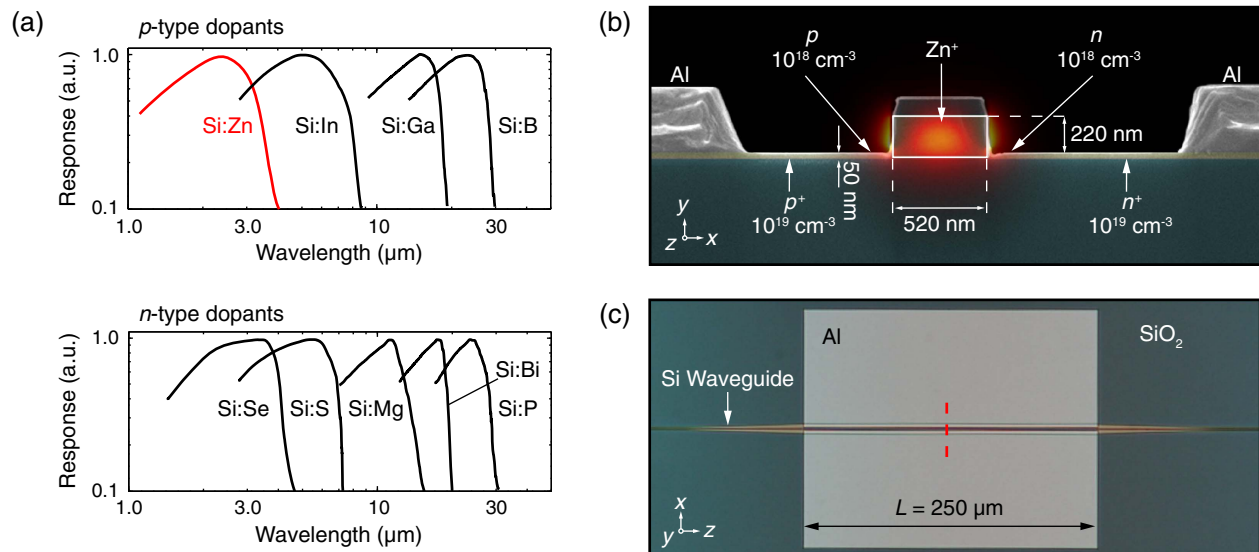 (a)
p-type dopants
Response (a.u.)
1.0
0.1
Si:Zn
Si:In
Si:Ga
Si:B
1.0
3.0
10
30
Wavelength (µm)
n-type dopants
Response (a.u.)
1.0
0.1
Si:Se
Si:S
Si:Mg
Si:Bi
Si:P
1.0
3.0
10
30
Wavelength (µm)
(b)
Al
p
10¹⁸ cm⁻³
Zn⁺
n
10¹⁸ cm⁻³
Al
220 nm
50 nm
p⁺
10¹⁹ cm⁻³
520 nm
n⁺
10¹⁹ cm⁻³
y
z
x
(c)
Al
SiO₂
Si Waveguide
L = 250 µm
x
y
z